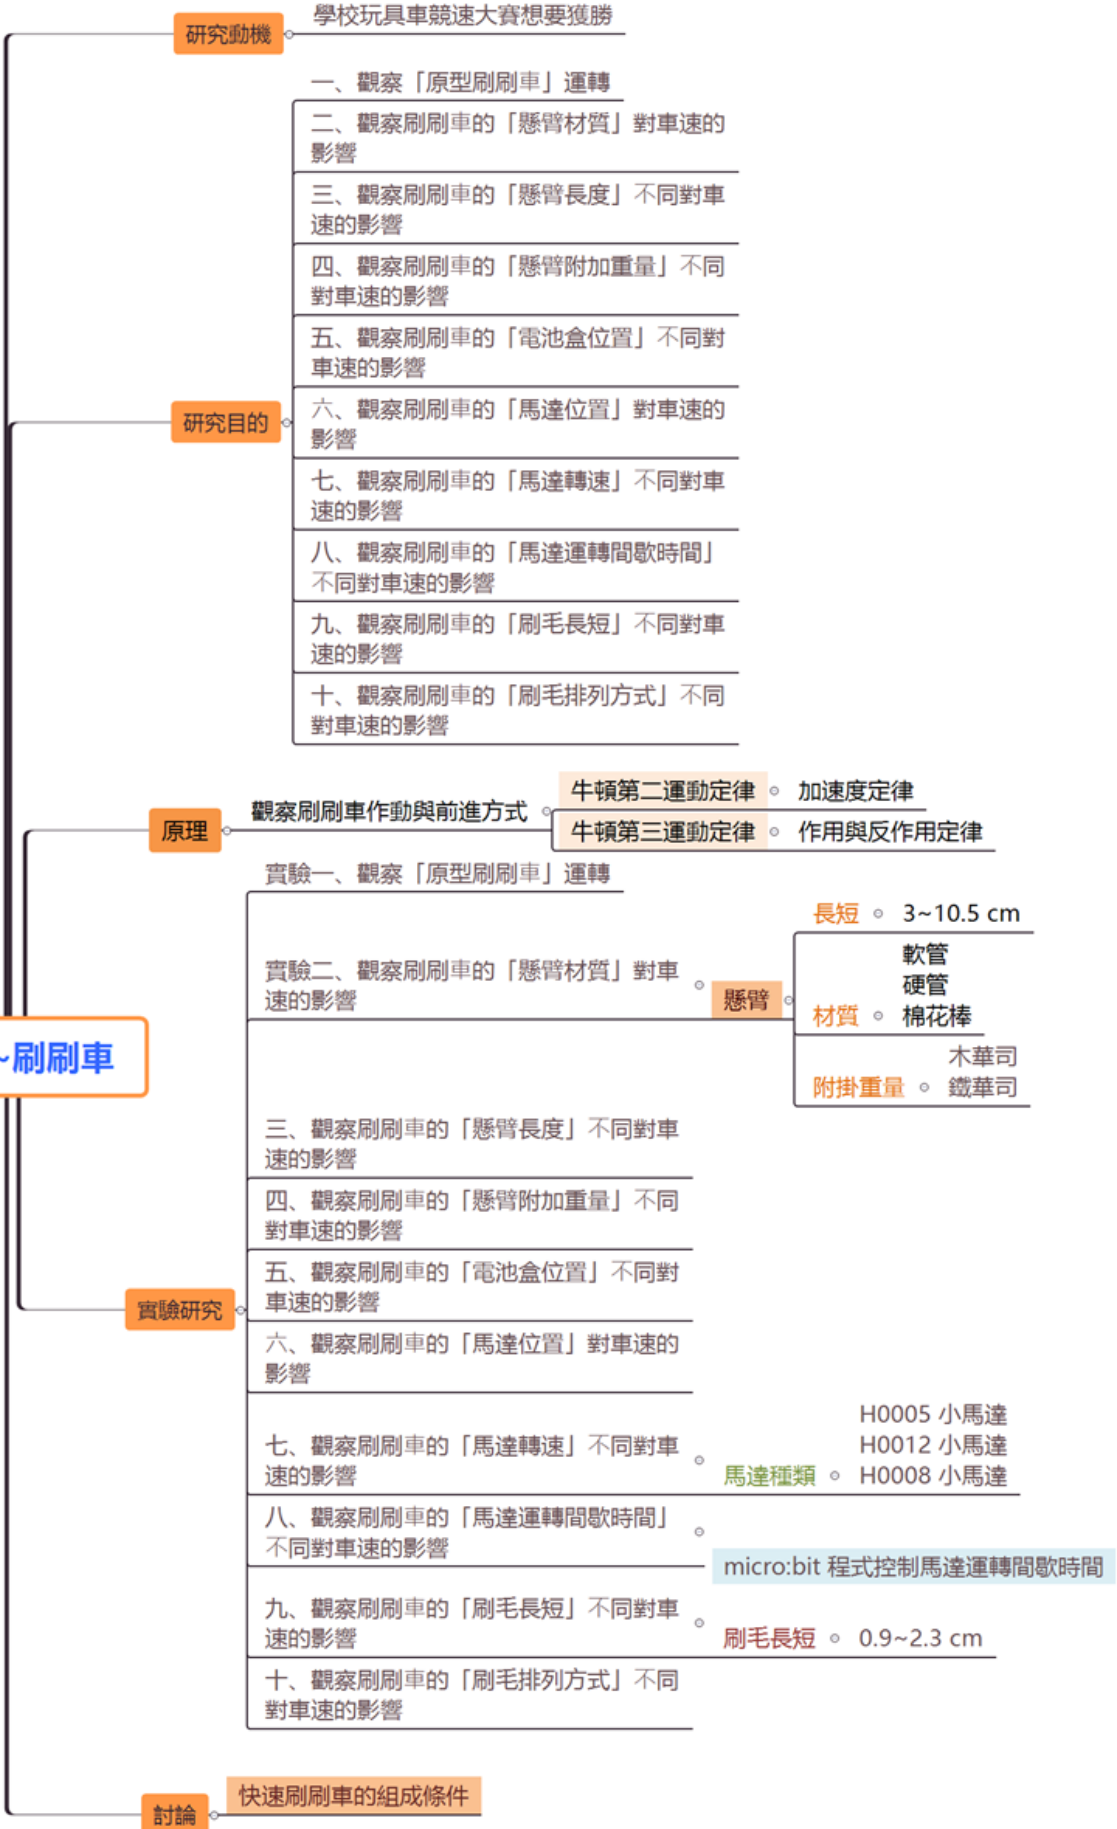 學校玩具車競速大賽想要獲勝
研究動機
一、觀察「原型刷刷車」運轉
二、觀察刷刷車的「懸臂材質」對車速的
影響
三、觀察刷刷車的「懸臂長度」不同對車
速的影響
四、觀察刷刷車的「懸臂附加重量」不同
對車速的影響
五、觀察刷刷車的「電池盒位置」不同對
車速的影響
研究目的
六、觀察刷刷車的「馬達位置」對車速的
影響
七、觀察刷刷車的「馬達轉速」不同對車
速的影響
八、觀察刷刷車的「馬達運轉間歇時間」
不同對車速的影響
九、觀察刷刷車的「刷毛長短」不同對車
速的影響
十、觀察刷刷車的「刷毛排列方式」不同
對車速的影響
原理
觀察刷刷車作動與前進方式
牛頓第二運動定律 加速度定律
牛頓第三運動定律 作用與反作用定律
~刷刷車
實驗研究
實驗一、觀察「原型刷刷車」運轉
實驗二、觀察刷刷車的「懸臂材質」對車
速的影響
懸臂
長短 3~10.5 cm
軟管
硬管
材質 棉花棒
木華司
附掛重量 鐵華司
三、觀察刷刷車的「懸臂長度」不同對車
速的影響
四、觀察刷刷車的「懸臂附加重量」不同
對車速的影響
五、觀察刷刷車的「電池盒位置」不同對
車速的影響
六、觀察刷刷車的「馬達位置」對車速的
影響
七、觀察刷刷車的「馬達轉速」不同對車
速的影響
H0005 小馬達
H0012 小馬達
馬達種類 H0008 小馬達
八、觀察刷刷車的「馬達運轉間歇時間」
不同對車速的影響
micro:bit 程式控制馬達運轉間歇時間
九、觀察刷刷車的「刷毛長短」不同對車
速的影響
刷毛長短 0.9~2.3 cm
十、觀察刷刷車的「刷毛排列方式」不同
對車速的影響
討論
快速刷刷車的組成條件